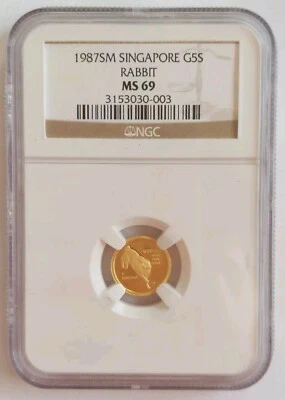 1987SM SINGAPORE G5S
RABBIT
MS 69
3153030-003
NGC